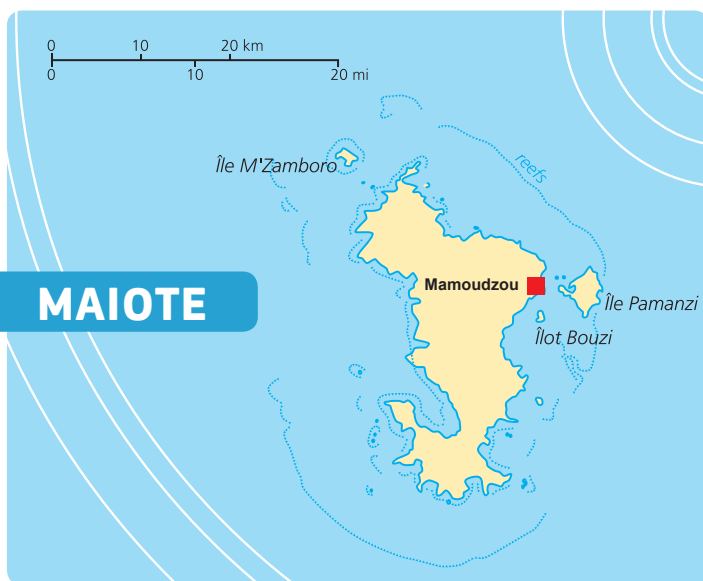 0 10 20 km
0 10 20 mi
Île M'Zamboro
reefs
Mamoudzou
Île Pamanzi
MAIOTE
Îlot Bouzi